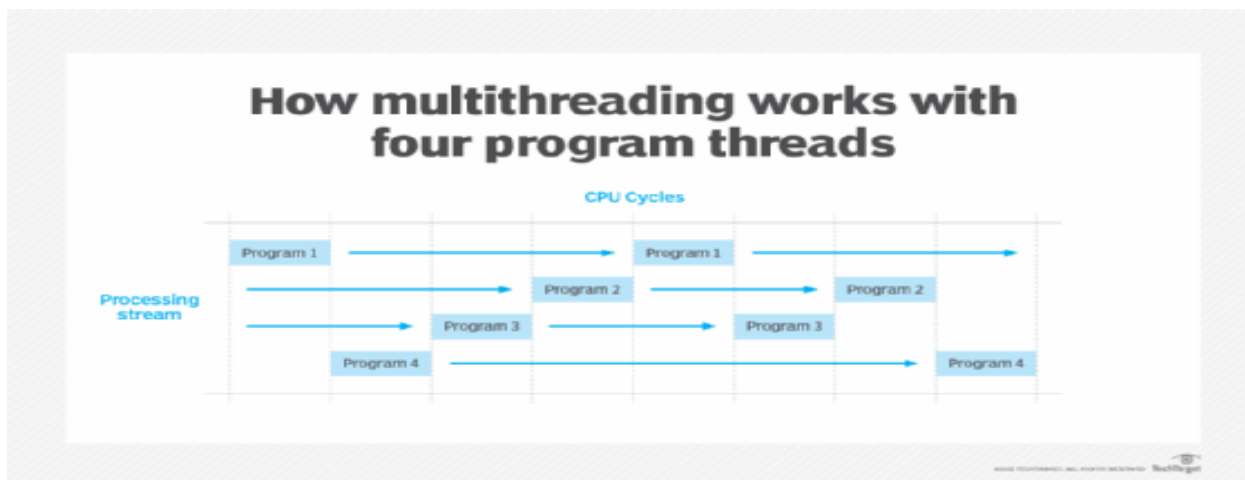 How multithreading works with
four program threads
CPU Cycles
Program 1
Program 1
Processing
stream
Program 2
Program 2
Program 3
Program 3
Program 4
Program 4
TechTarget